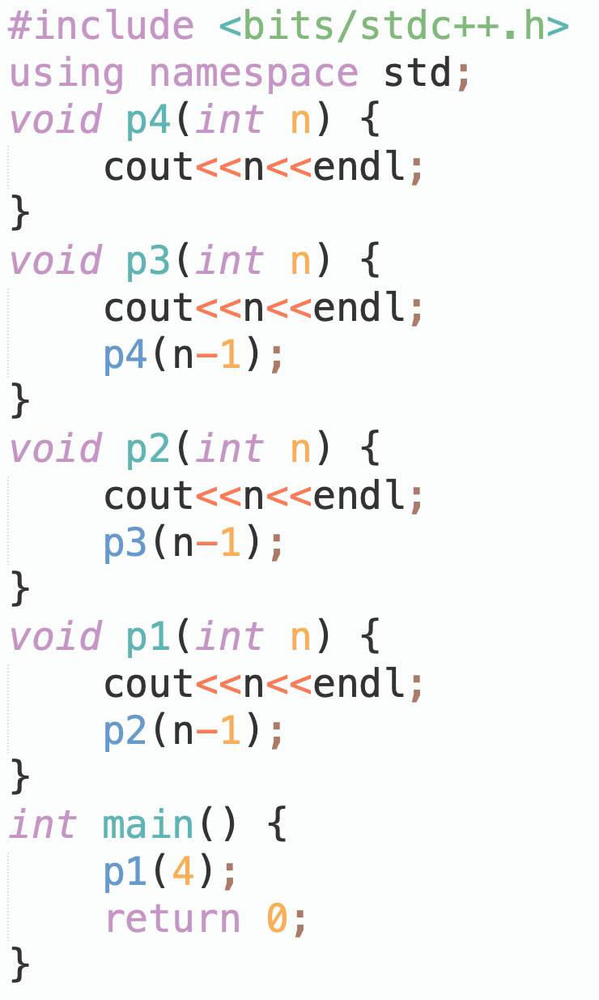 #include <bits/stdc++.h>
using namespace std;
void p4(int n) {
    cout<<n<<endl;
}
void p3(int n) {
    cout<<n<<endl;
    p4(n-1);
}
void p2(int n) {
    cout<<n<<endl;
    p3(n-1);
}
void p1(int n) {
    cout<<n<<endl;
    p2(n-1);
}
int main() {
    p1(4);
    return 0;
}